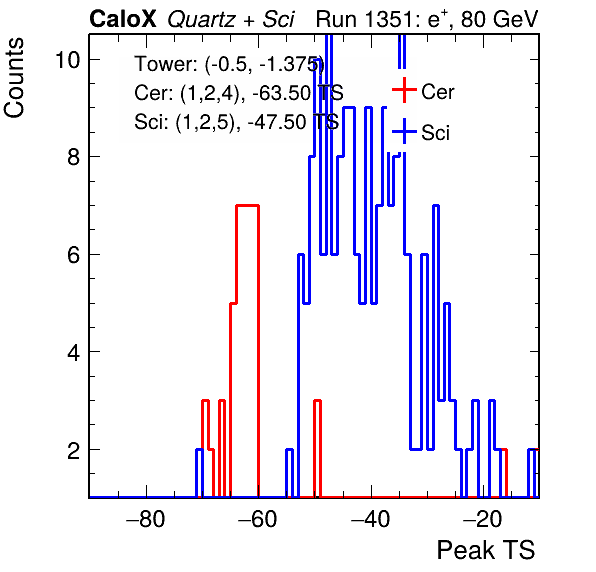 CaloX Quartz + Sci Run 1351: e+, 80 GeV
Counts
Tower: (-0.5, -1.375)
Cer: (1,2,4), -63.50 TS
Sci: (1,2,5), -47.50 TS
Cer
Sci
10
8
6
4
2
−80 −60 −40 −20
Peak TS